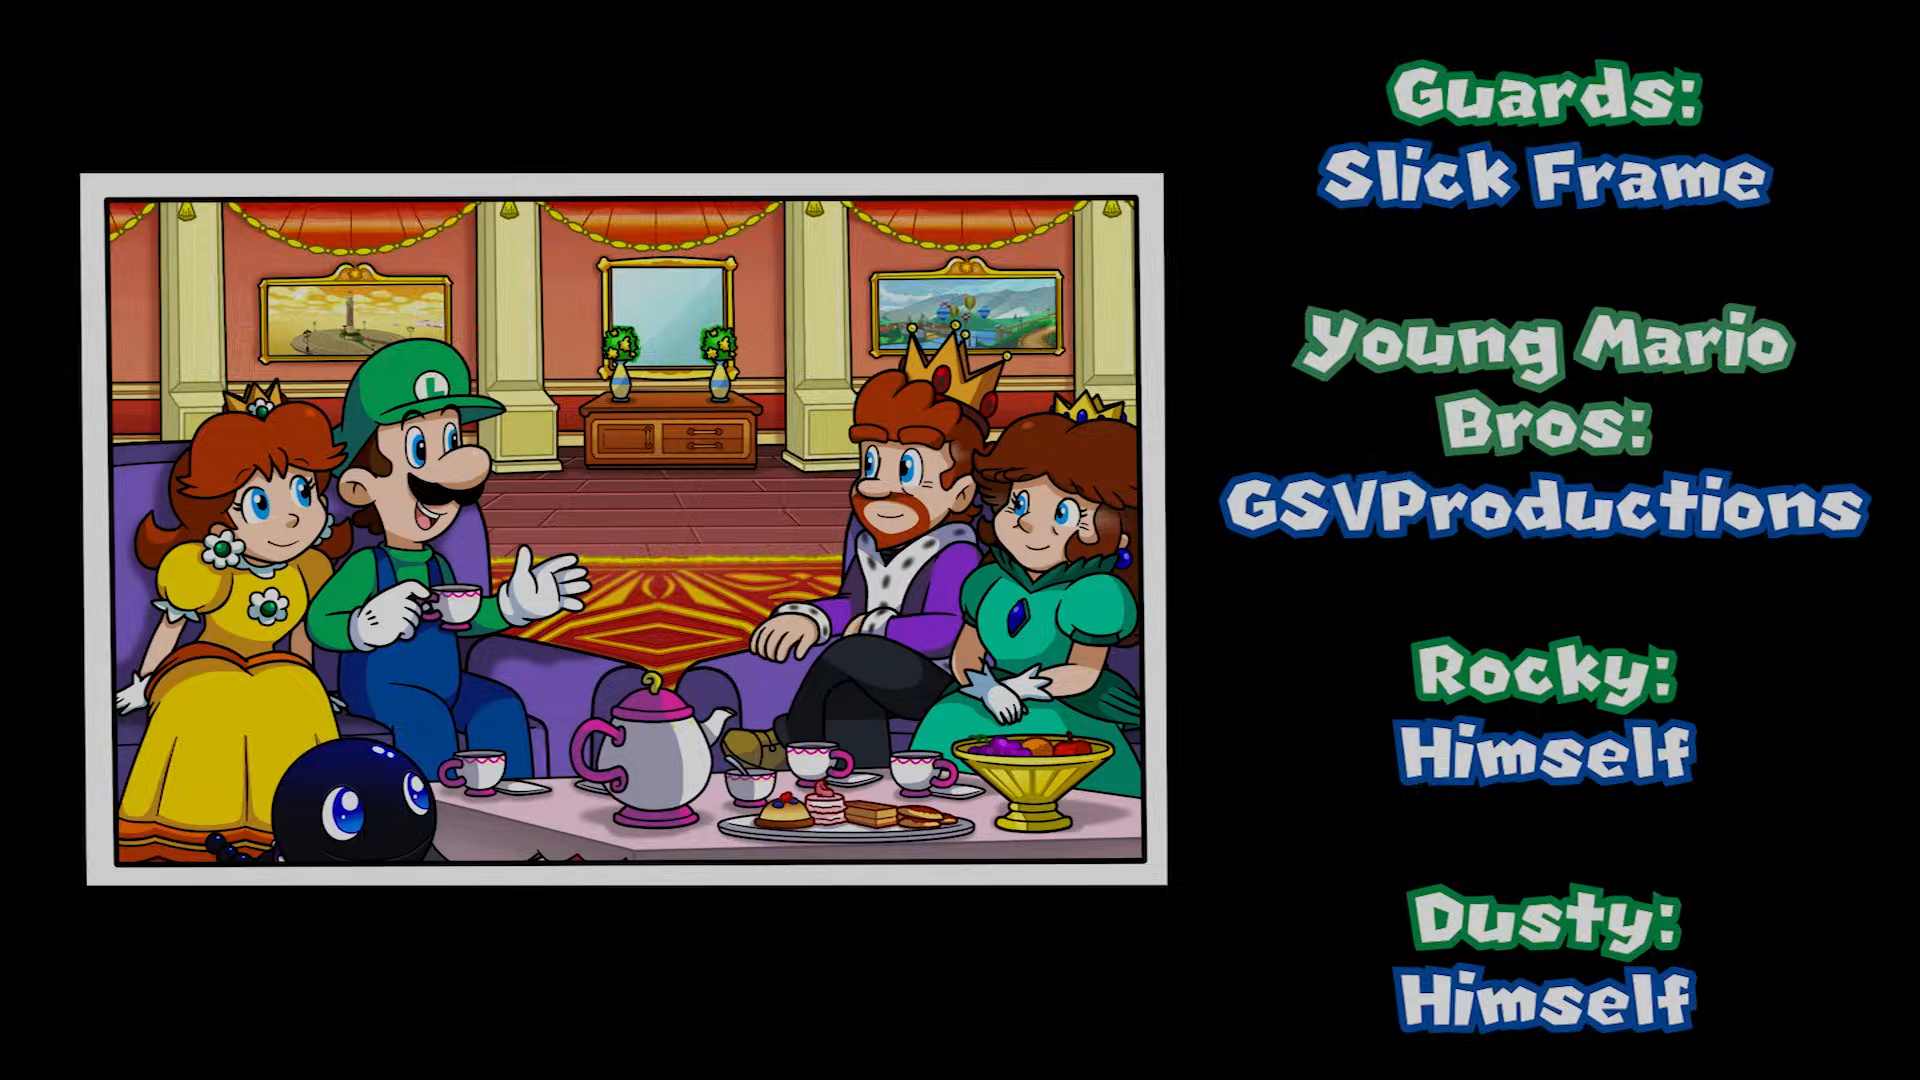 Guards:
Slick Frame
Young Mario
Bros:
GSVProductions
Rocky:
Himself
Dusty:
Himself
L